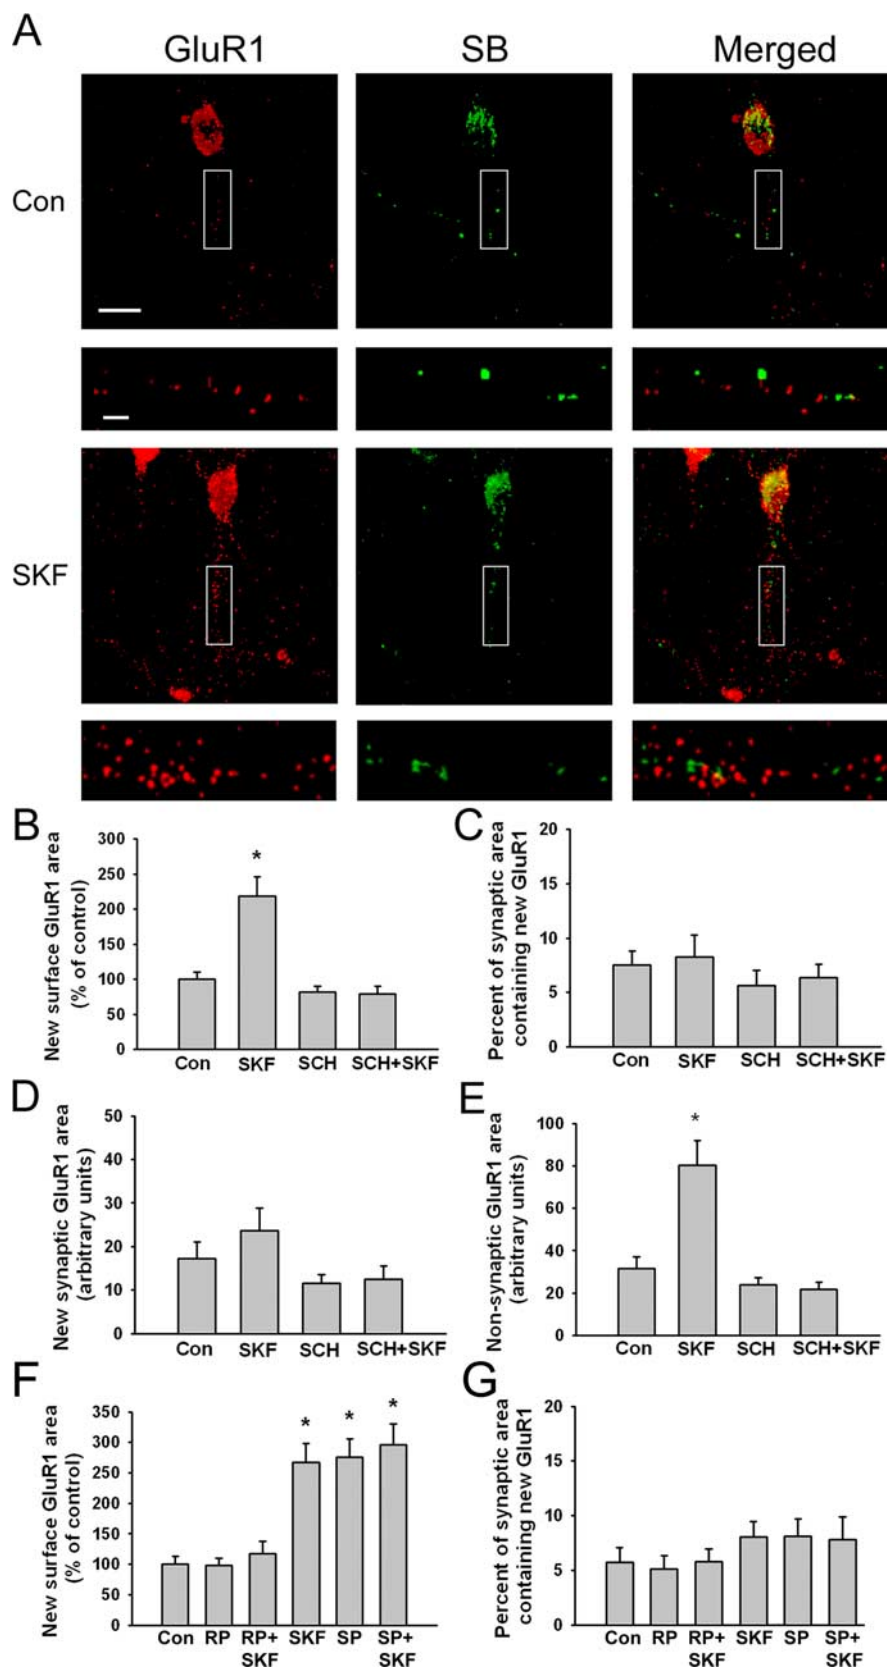 A
GluR1 SB Merged
Con
SKF
B
New surface GluR1 area
(% of control)
300
250
200
150
100
50
0
*
Con SKF SCH SCH+SKF
C
Percent of synaptic area
containing new GluR1
20
15
10
5
0
Con SKF SCH SCH+SKF
D
New synaptic GluR1 area
(arbitrary units)
50
40
30
20
10
0
Con SKF SCH SCH+SKF
E
Non-synaptic GluR1 area
(arbitrary units)
100
80
60
40
20
0
*
Con SKF SCH SCH+SKF
F
New surface GluR1 area
(% of control)
350
300
250
200
150
100
50
0
* * *
Con RP RP+ SKF SP SP+
SKF SKF
G
Percent of synaptic area
containing new GluR1
20
15
10
5
0
Con RP RP+ SKF SP SP+
SKF SKF